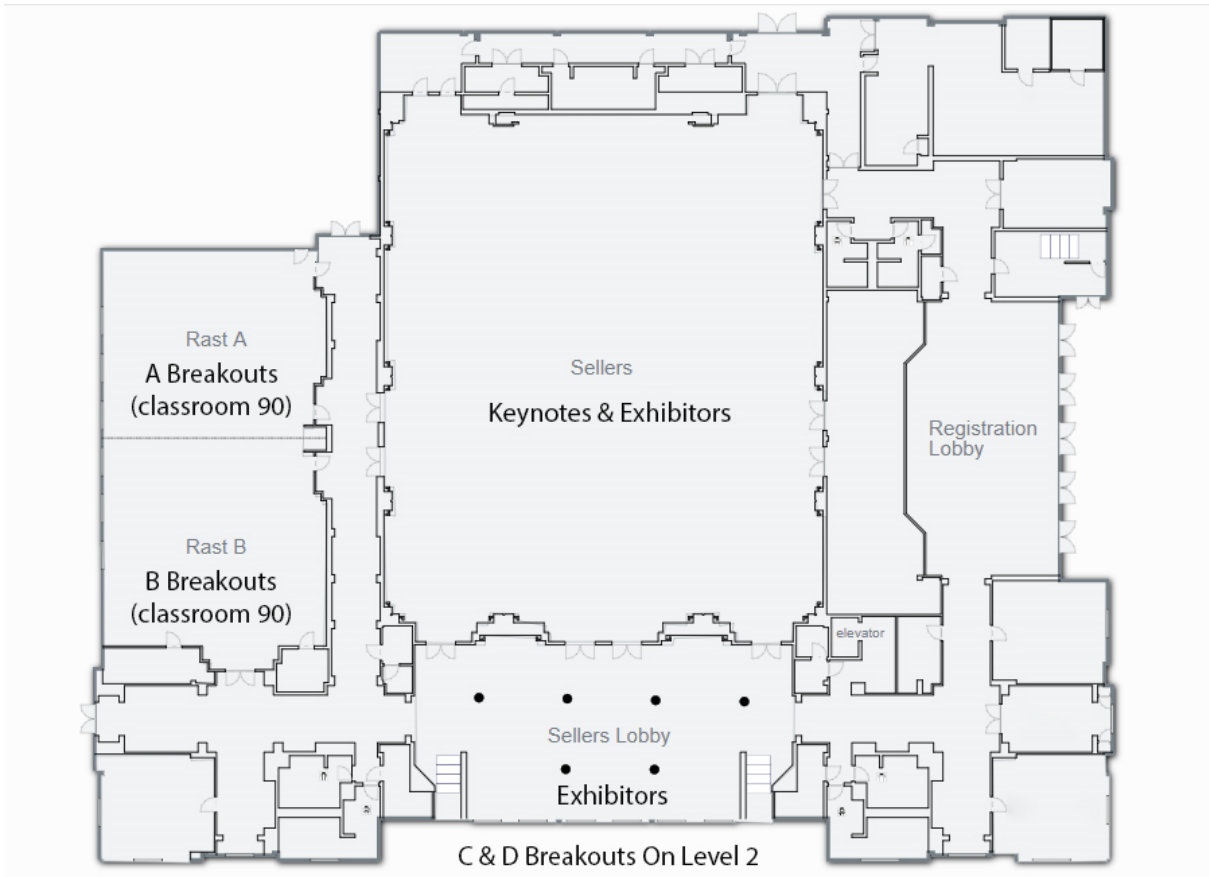 Rast A
A Breakouts
(classroom 90)
Sellers
Keynotes & Exhibitors
Registration
Lobby
Rast B
B Breakouts
(classroom 90)
elevator
Sellers Lobby
Exhibitors
C & D Breakouts On Level 2